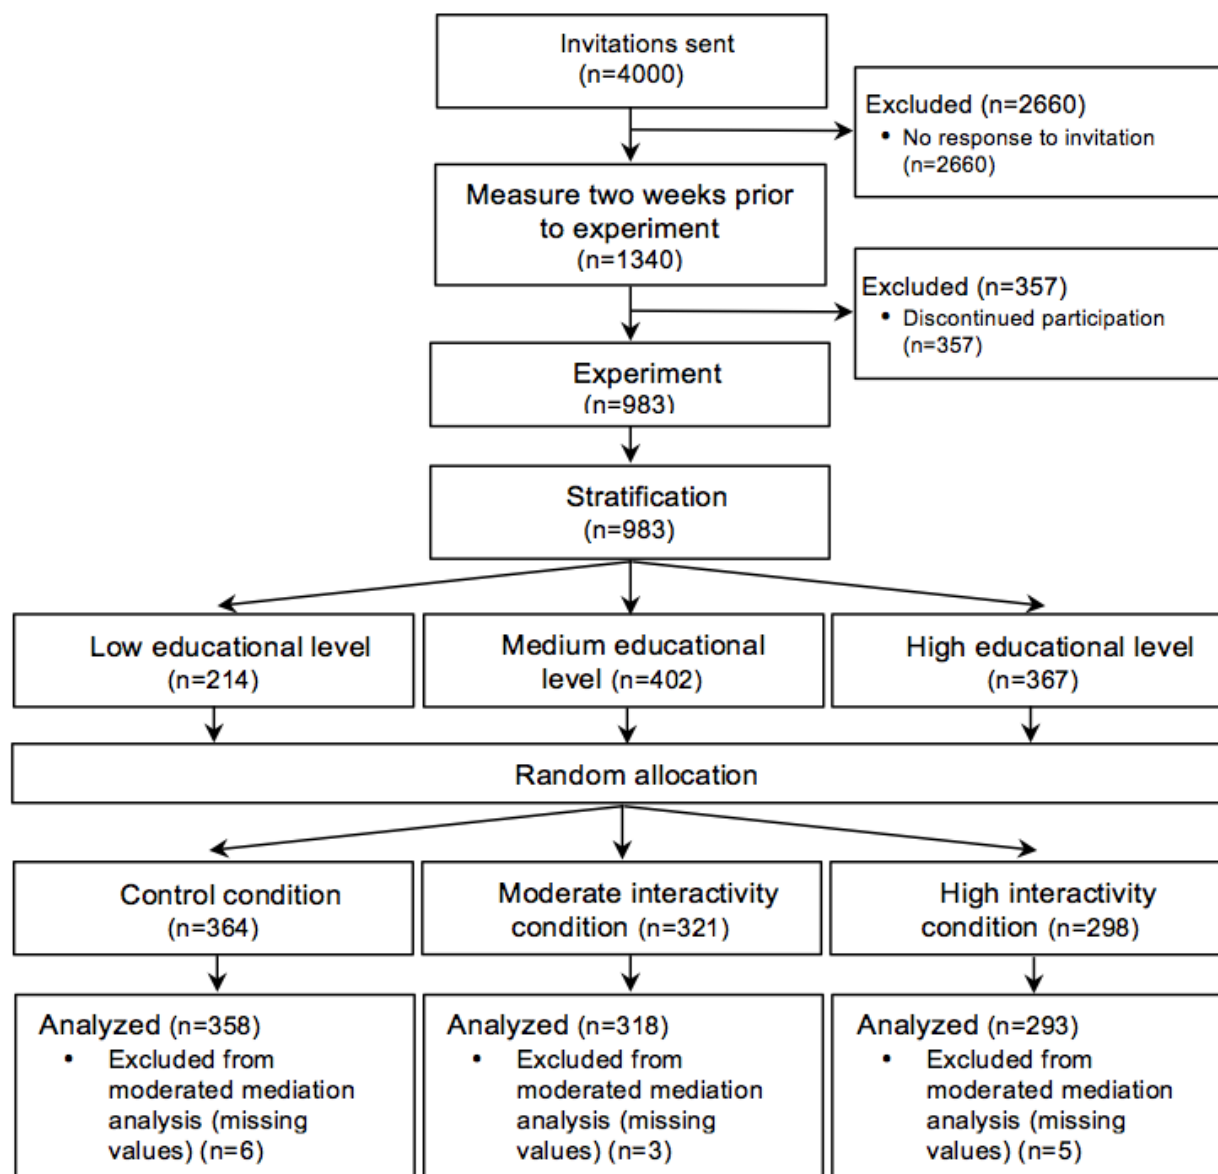 Invitations sent
(n=4000)
Excluded (n=2660)
• No response to invitation
(n=2660)
Measure two weeks prior
to experiment
(n=1340)
Excluded (n=357)
• Discontinued participation
(n=357)
Experiment
(n=983)
Stratification
(n=983)
Low educational level
(n=214)
Medium educational
level (n=402)
High educational level
(n=367)
Random allocation
Control condition
(n=364)
Moderate interactivity
condition (n=321)
High interactivity
condition (n=298)
Analyzed (n=358)
• Excluded from
moderated mediation
analysis (missing
values) (n=6)
Analyzed (n=318)
• Excluded from
moderated mediation
analysis (missing
values) (n=3)
Analyzed (n=293)
• Excluded from
moderated mediation
analysis (missing
values) (n=5)